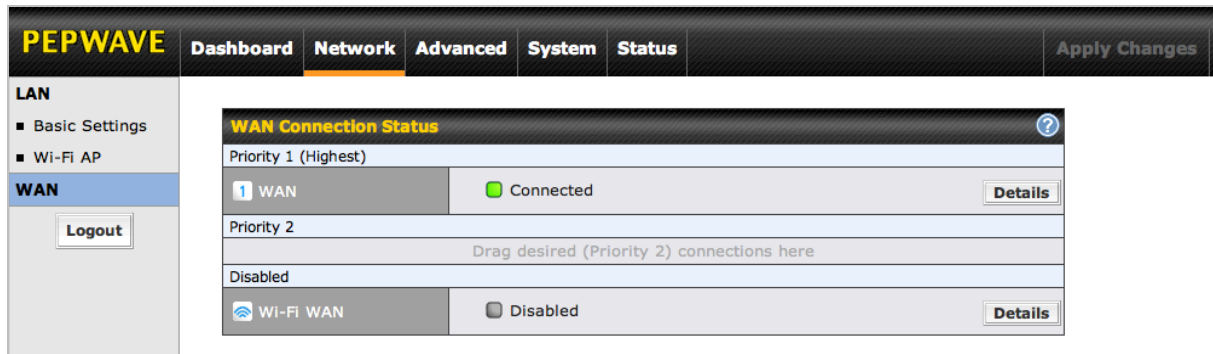 PEPWAVE Dashboard Network Advanced System Status Apply Changes
LAN
Basic Settings
Wi-Fi AP
WAN
Logout
WAN Connection Status ?
Priority 1 (Highest)
1 WAN Connected Details
Priority 2
Drag desired (Priority 2) connections here
Disabled
Wi-Fi WAN Disabled Details